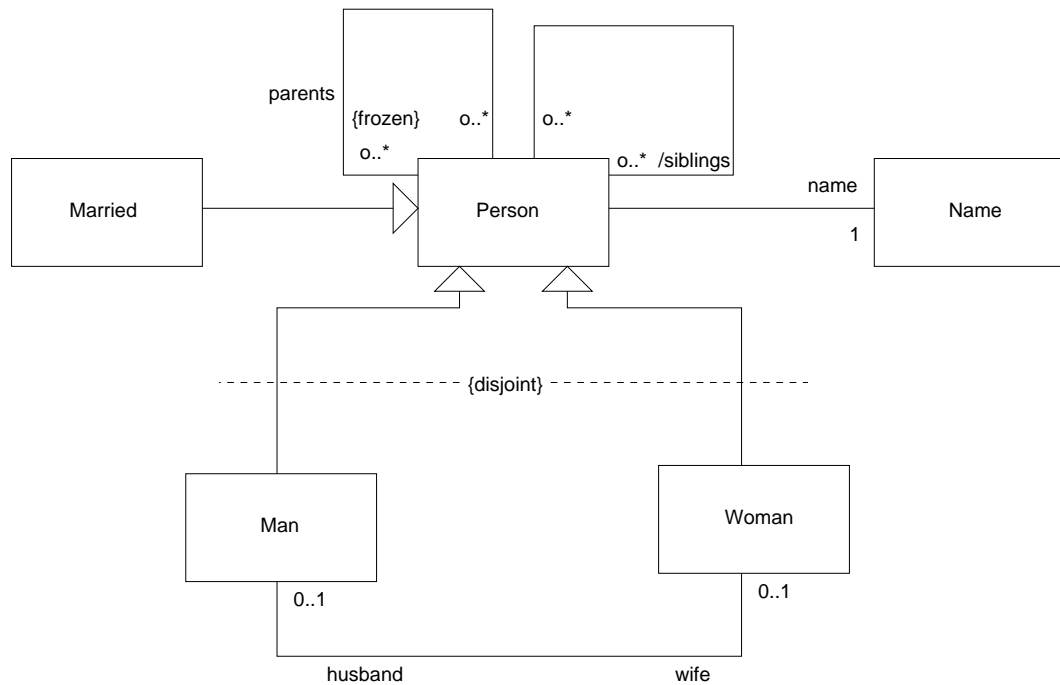 parents
{frozen}
o..*
o..*
o..*
o..* /siblings
Married
Person
name
1
Name
{disjoint}
Man
Woman
0..1
0..1
husband
wife